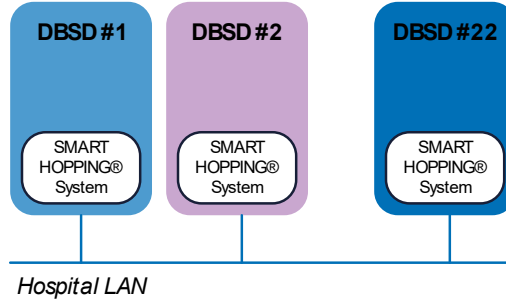 DBSD #1
DBSD #2
DBSD #22
SMART
HOPPING®
System
SMART
HOPPING®
System
SMART
HOPPING®
System
Hospital LAN